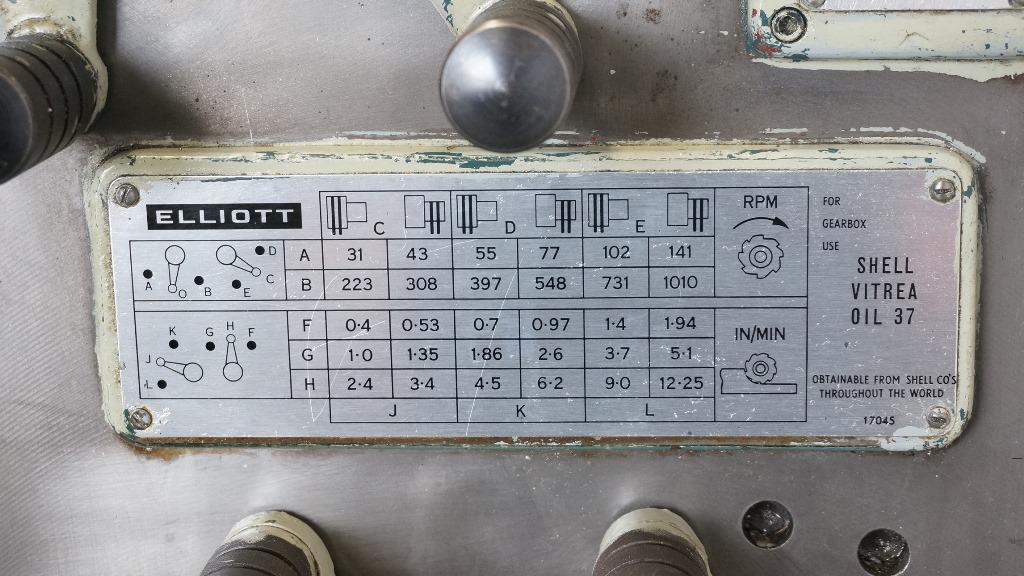 ELLIOTT
C D E
RPM
A 31 43 55 77 102 141
B 223 308 397 548 731 1010
A O B E C D
F 0·4 0·53 0·7 0·97 1·4 1·94
G 1·0 1·35 1·86 2·6 3·7 5·1
H 2·4 3·4 4·5 6·2 9·0 12·25
J K L
K G H F
J
L
IN/MIN
FOR
GEARBOX
USE
SHELL
VITREA
OIL 37
OBTAINABLE FROM SHELL CO'S
THROUGHOUT THE WORLD
17045